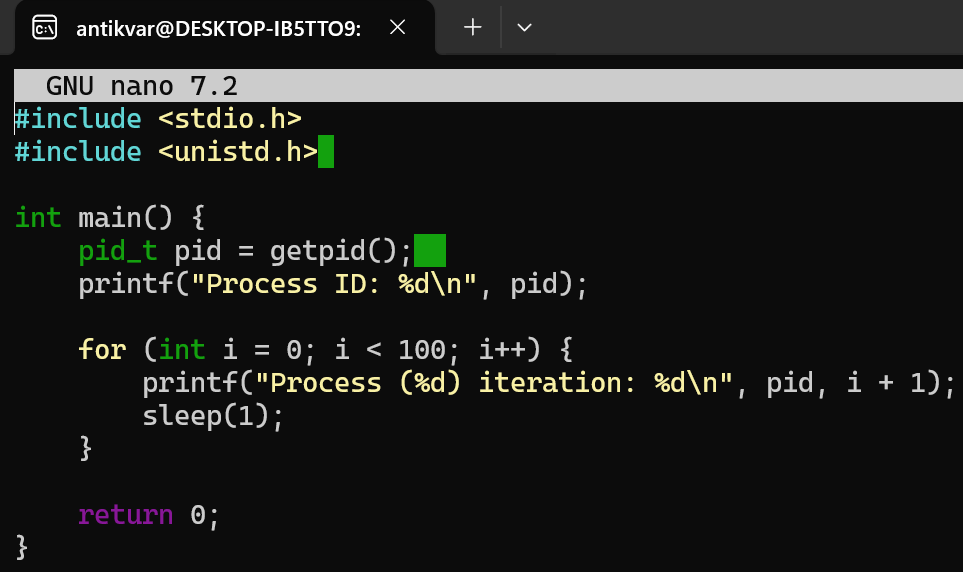 antikvar@DESKTOP-IB5TTO9:
GNU nano 7.2
#include <stdio.h>
#include <unistd.h>
int main() {
    pid_t pid = getpid();
    printf("Process ID: %d\n", pid);
    for (int i = 0; i < 100; i++) {
        printf("Process (%d) iteration: %d\n", pid, i + 1);
        sleep(1);
    }
    return 0;
}